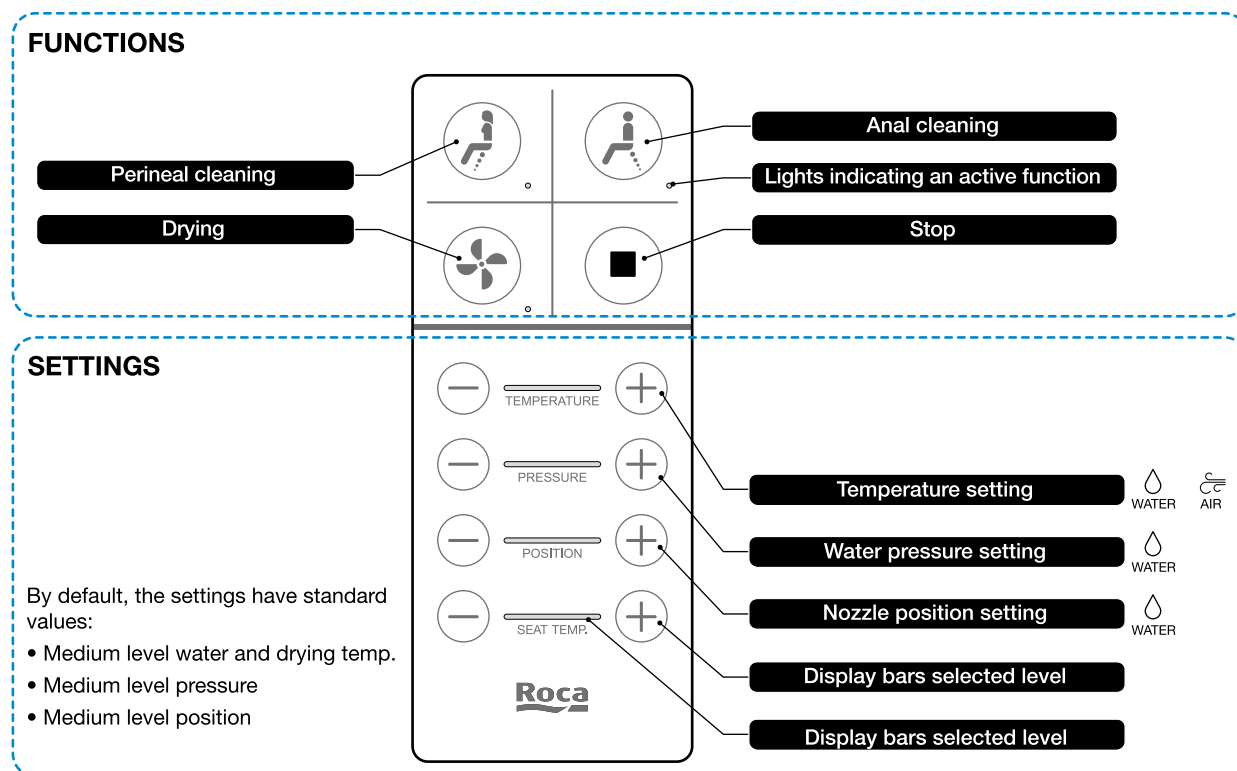 FUNCTIONS
Anal cleaning
Perineal cleaning
Lights indicating an active function
Drying
Stop
SETTINGS
TEMPERATURE
PRESSURE
Temperature setting
WATER
AIR
POSITION
Water pressure setting
WATER
By default, the settings have standard
values:
• Medium level water and drying temp.
• Medium level pressure
• Medium level position
Nozzle position setting
WATER
SEAT TEMP.
Display bars selected level
Roca
Display bars selected level